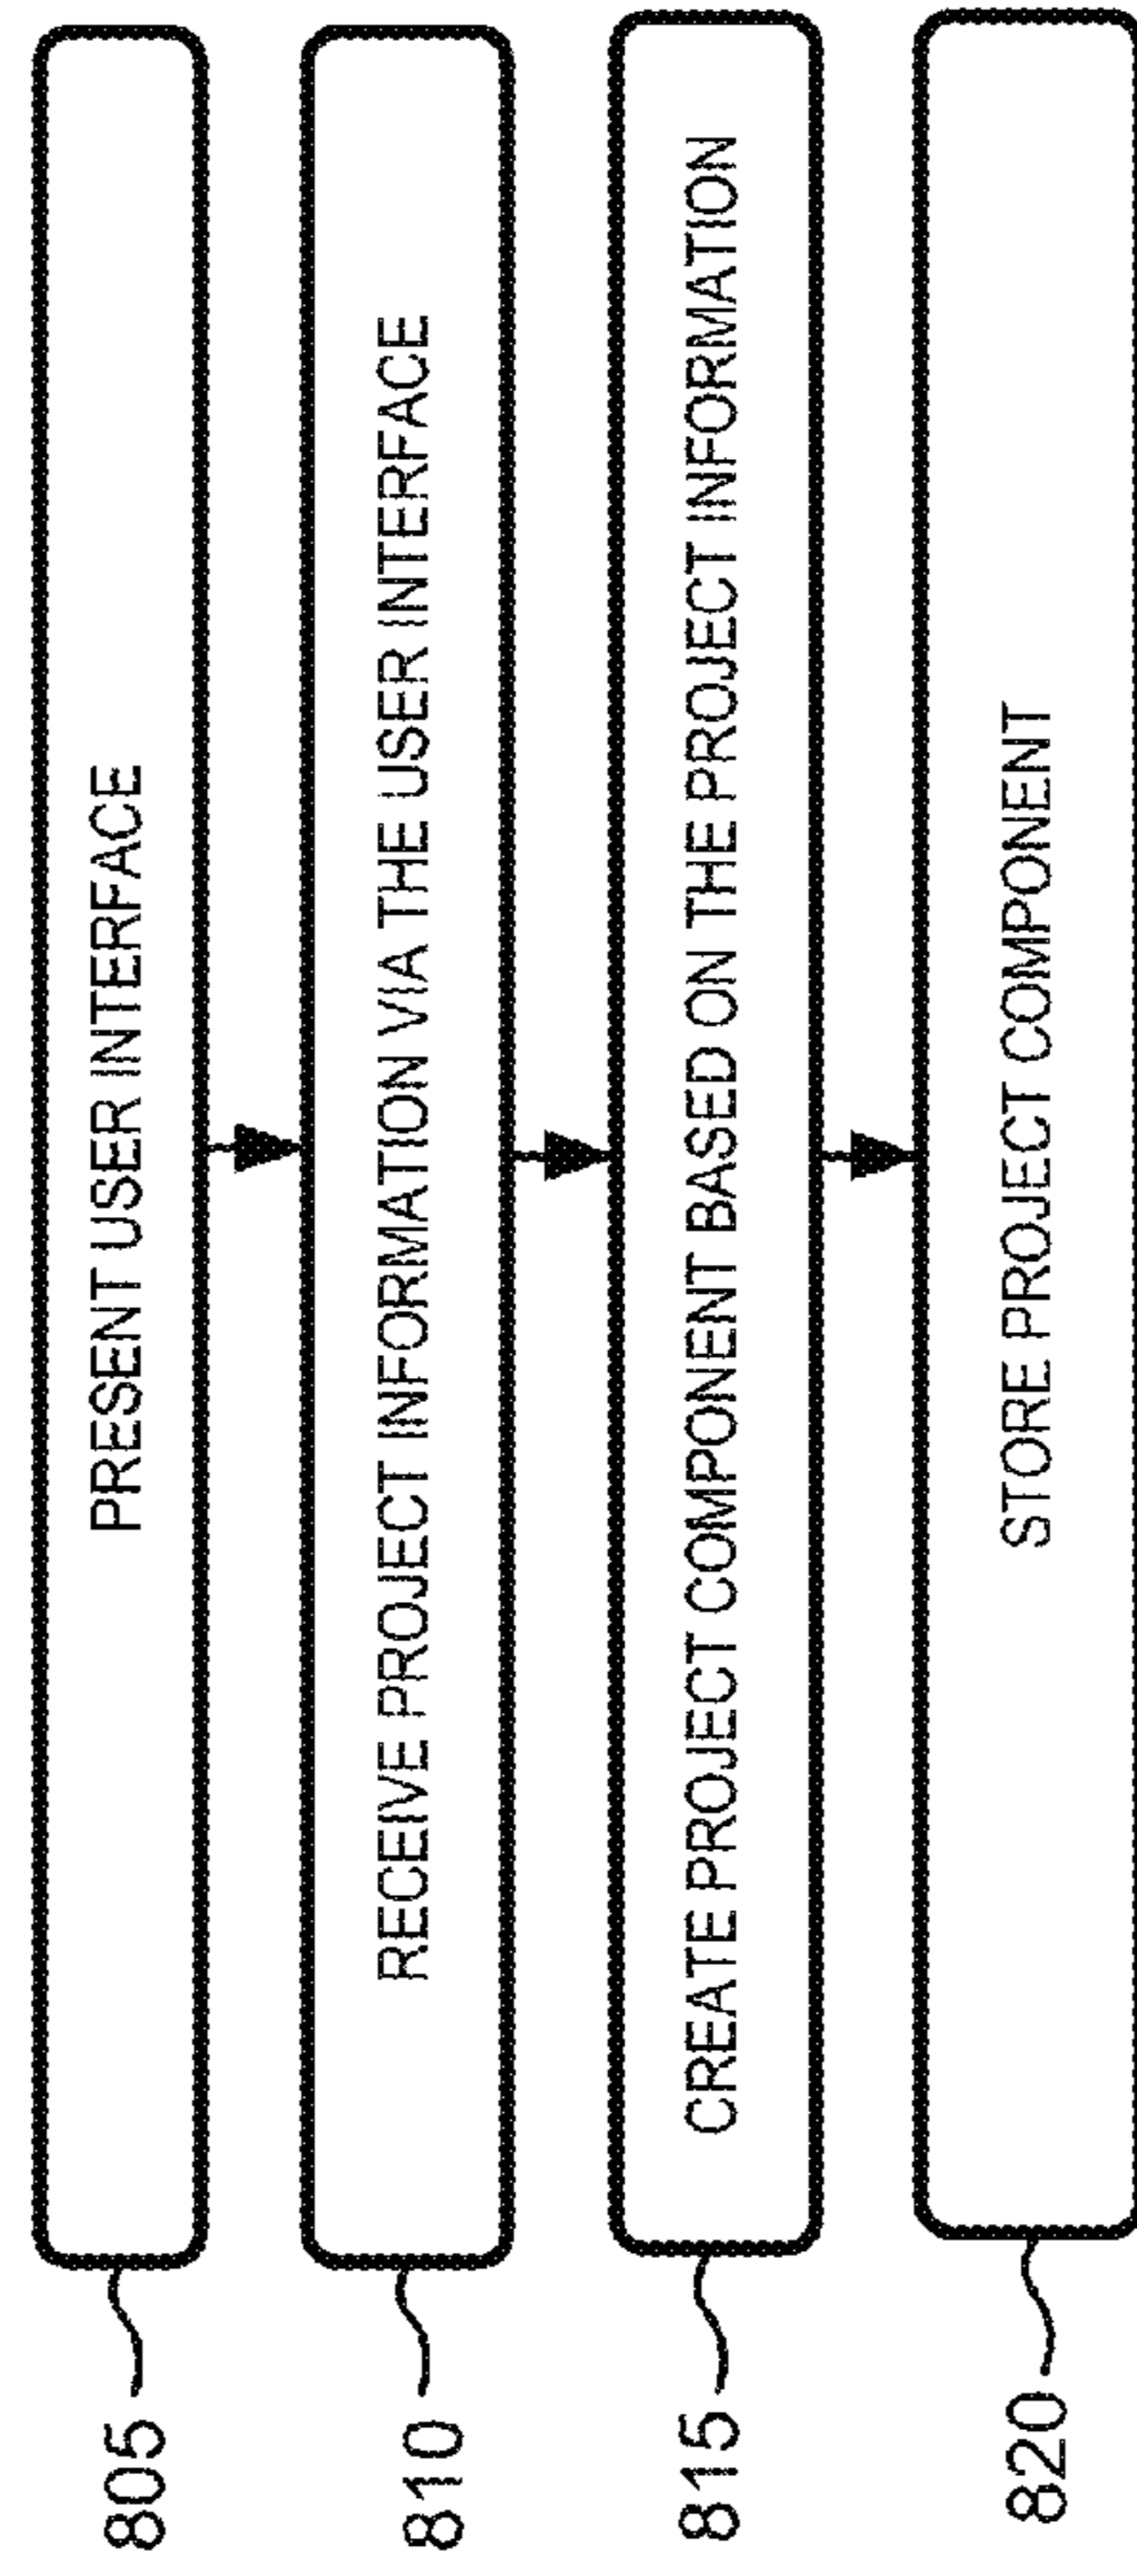 805
PRESENT USER INTERFACE
810
RECEIVE PROJECT INFORMATION VIA THE USER INTERFACE
815
CREATE PROJECT COMPONENT BASED ON THE PROJECT INFORMATION
820
STORE PROJECT COMPONENT